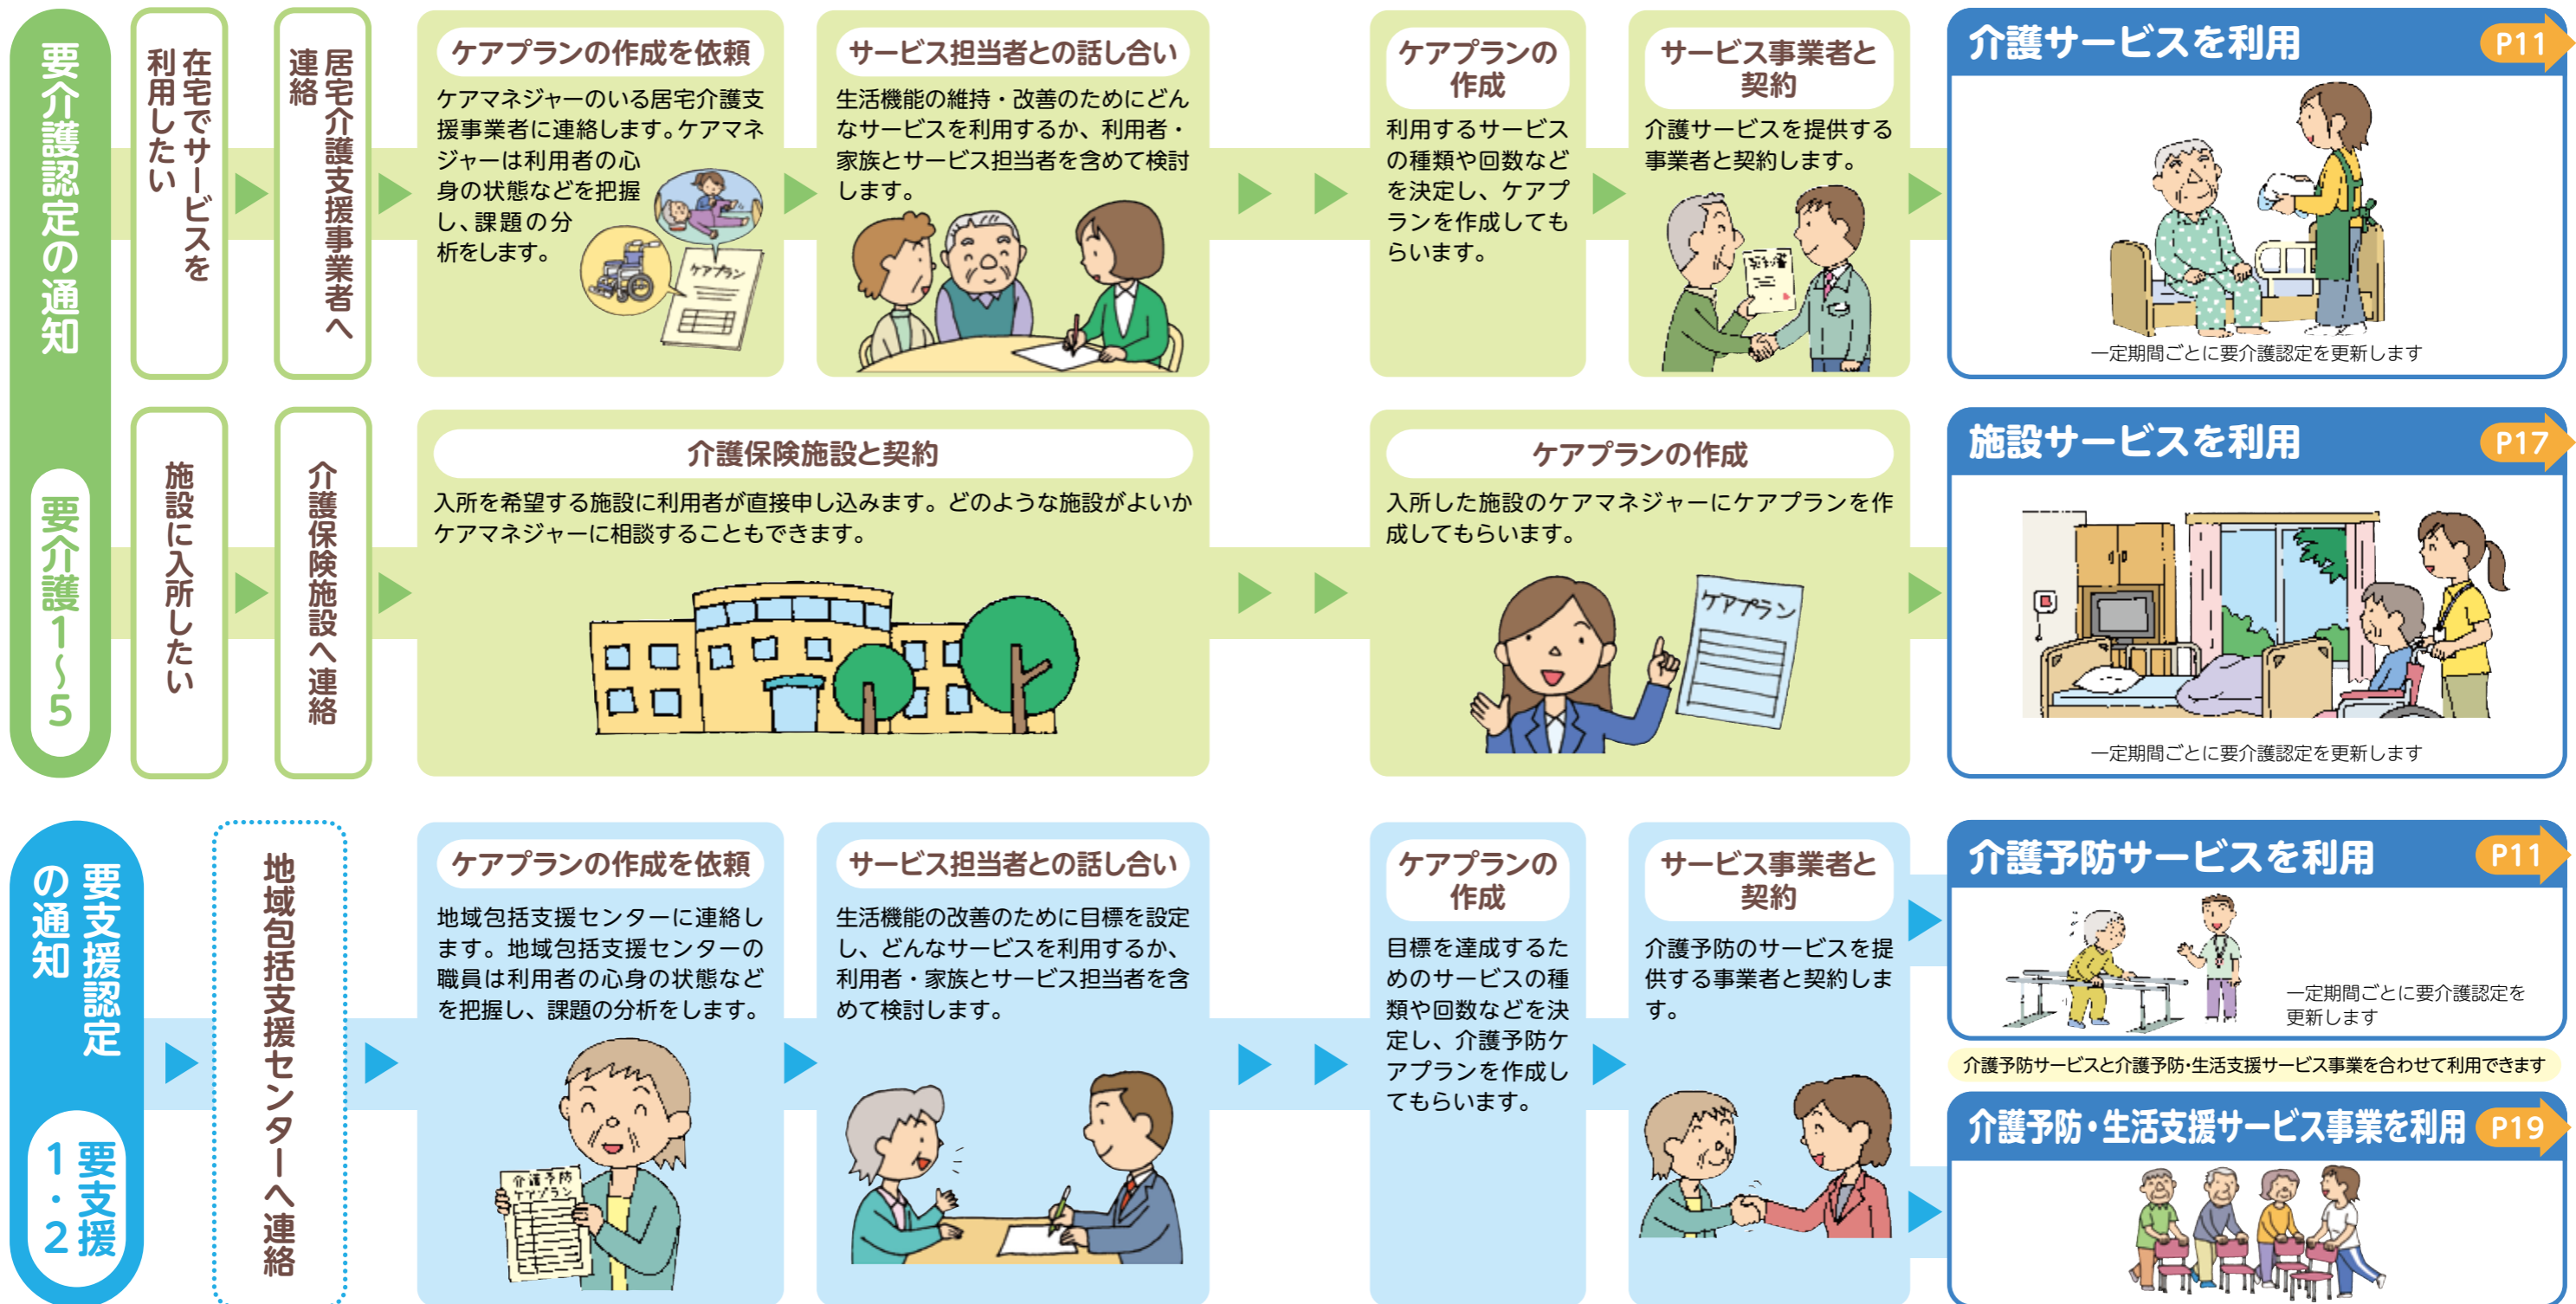 要介護認定の通知
要介護1～5
在宅でサービスを
利用したい
居宅介護支援事業者へ
連絡
ケアプランの作成を依頼
ケアマネジャーのいる居宅介護支
援事業者に連絡します。ケアマネ
ジャーは利用者の心
身の状態などを把握
し、課題の分
析をします。
ケアプラン
サービス担当者との話し合い
生活機能の維持・改善のためにどん
なサービスを利用するか、利用者・
家族とサービス担当者を含めて検討
します。
ケアプランの
作成
利用するサービス
の種類や回数など
を決定し、ケアプ
ランを作成しても
らいます。
サービス事業者と
契約
介護サービスを提供する
事業者と契約します。
契約書
介護サービスを利用
P11
一定期間ごとに要介護認定を更新します
施設に入所したい
介護保険施設へ連絡
介護保険施設と契約
入所を希望する施設に利用者が直接申し込みます。どのような施設がよいか
ケアマネジャーに相談することもできます。
ケアプランの作成
入所した施設のケアマネジャーにケアプランを作
成してもらいます。
ケアプラン
施設サービスを利用
P17
一定期間ごとに要介護認定を更新します
要支援認定
の通知
要支援
1・2
地域包括支援センターへ連絡
ケアプランの作成を依頼
地域包括支援センターに連絡し
ます。地域包括支援センターの
職員は利用者の心身の状態など
を把握し、課題の分析をします。
介護予防
ケアプラン
サービス担当者との話し合い
生活機能の改善のために目標を設定
し、どんなサービスを利用するか、
利用者・家族とサービス担当者を含
めて検討します。
ケアプランの
作成
目標を達成するた
めのサービスの種
類や回数などを決
定し、介護予防ケ
アプランを作成し
てもらいます。
サービス事業者と
契約
介護予防のサービスを提
供する事業者と契約しま
す。
介護予防サービスを利用
P11
一定期間ごとに要介護認定を
更新します
介護予防サービスと介護予防・生活支援サービス事業を合わせて利用できます
介護予防・生活支援サービス事業を利用
P19